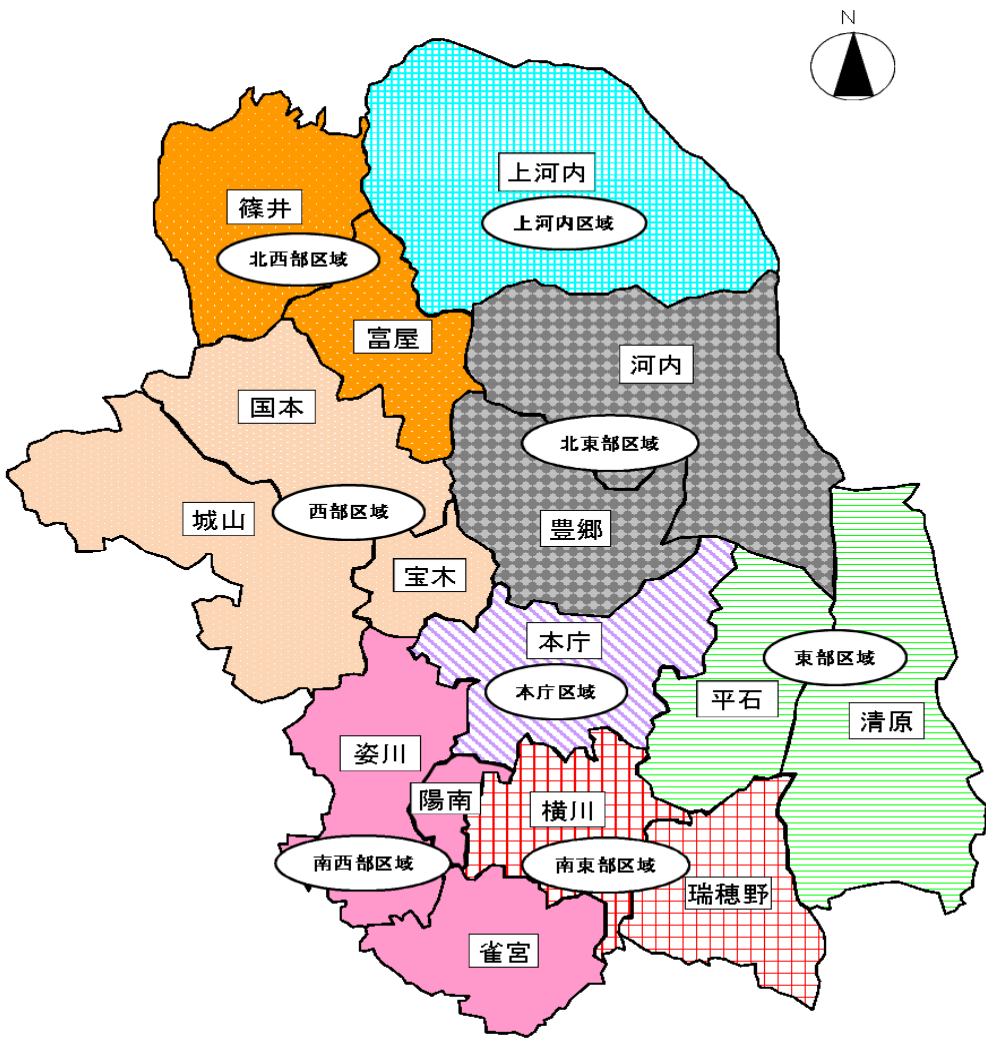 N
上河内
篠井
上河内区域
北西部区域
富屋
河内
国本
北東部区域
西部区域
城山
豊郷
宝木
本庁
東部区域
本庁区域
平石
清原
姿川
陽南
横川
南西部区域
南東部区域
瑞穂野
雀宮